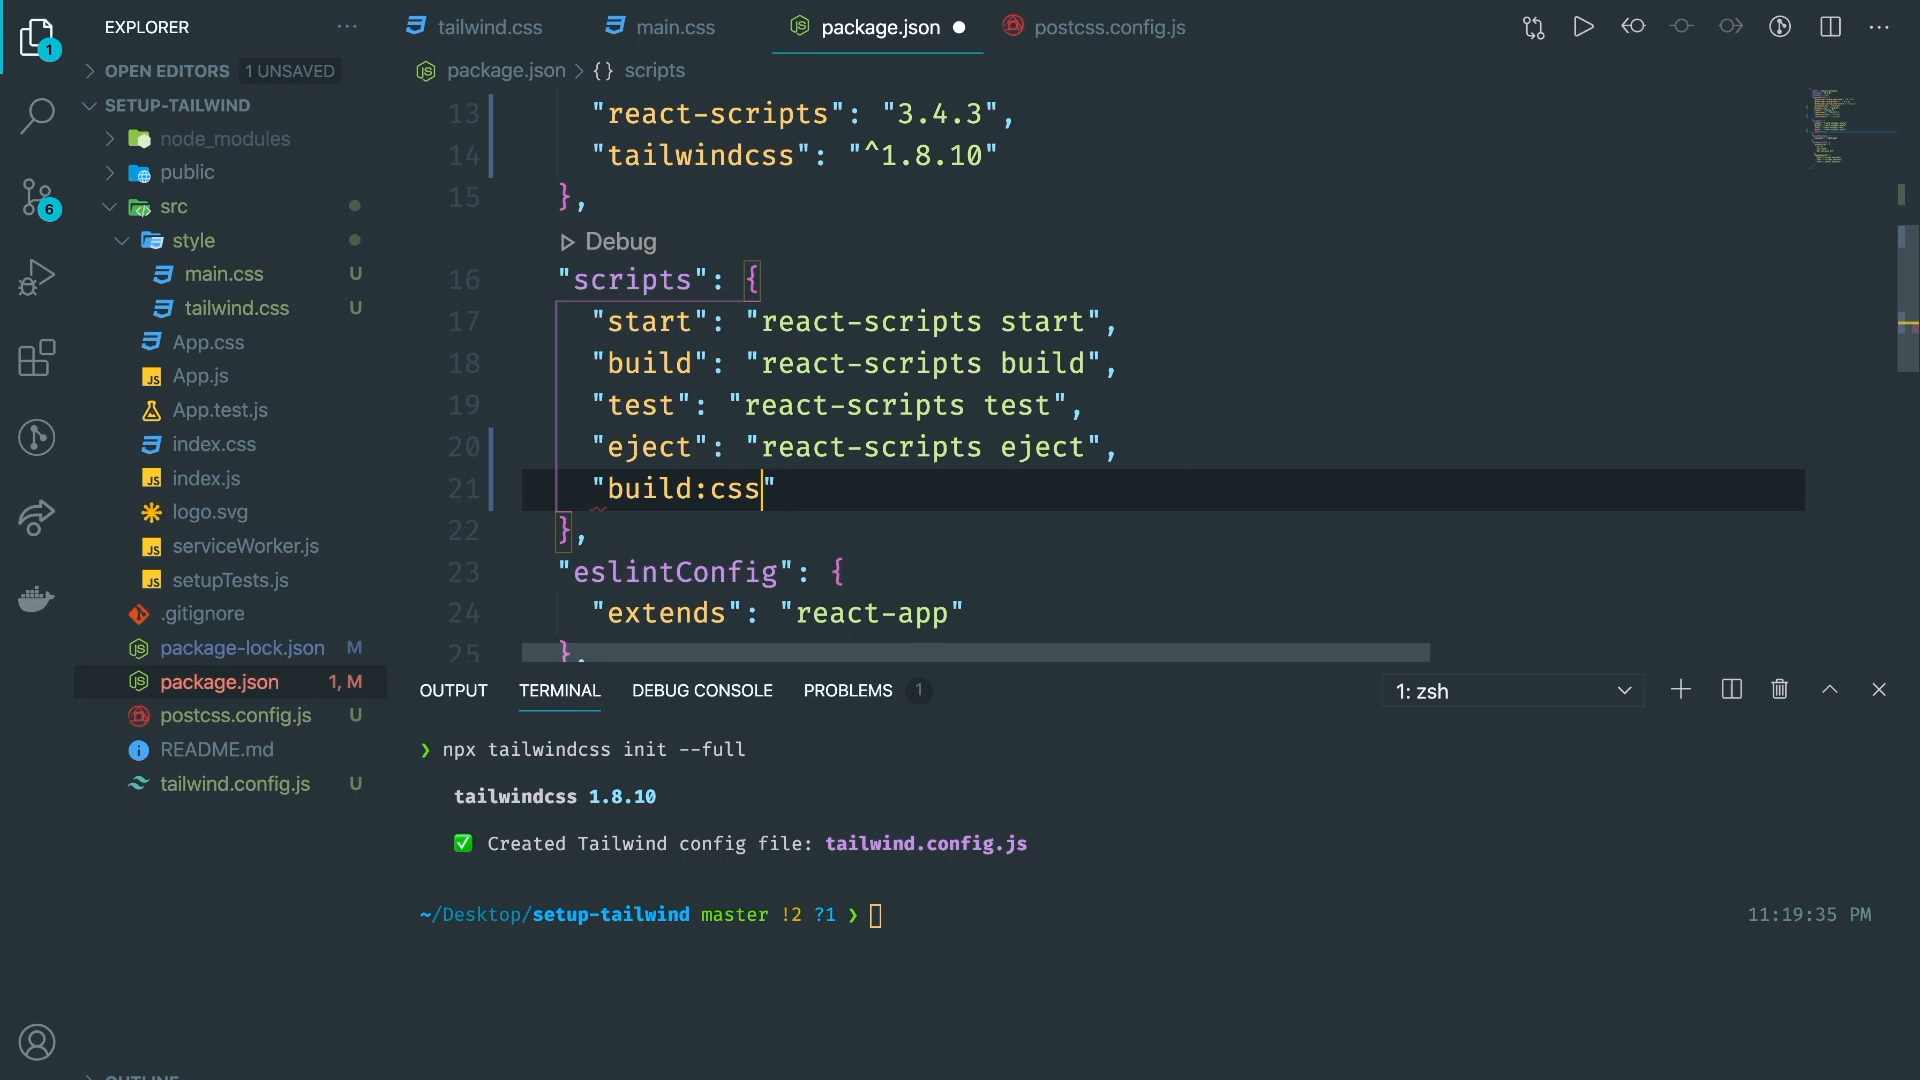 EXPLORER
OPEN EDITORS 1 UNSAVED
SETUP-TAILWIND
node_modules
public
src
style
main.css U
tailwind.css U
App.css
App.js
App.test.js
index.css
index.js
logo.svg
serviceWorker.js
setupTests.js
.gitignore
package-lock.json M
package.json 1, M
postcss.config.js U
README.md
tailwind.config.js U
OUTLINE
1
6
tailwind.css
main.css
package.json
postcss.config.js
package.json > {} scripts
13 "react-scripts": "3.4.3",
14 "tailwindcss": "^1.8.10"
15 },
Debug
16 "scripts": {
17 "start": "react-scripts start",
18 "build": "react-scripts build",
19 "test": "react-scripts test",
20 "eject": "react-scripts eject",
21 "build:css"
22 },
23 "eslintConfig": {
24 "extends": "react-app"
25 },
OUTPUT TERMINAL DEBUG CONSOLE PROBLEMS 1
1: zsh
❯ npx tailwindcss init --full
tailwindcss 1.8.10
✅ Created Tailwind config file: tailwind.config.js
~/Desktop/setup-tailwind master !2 ?1 ❯ 11:19:35 PM